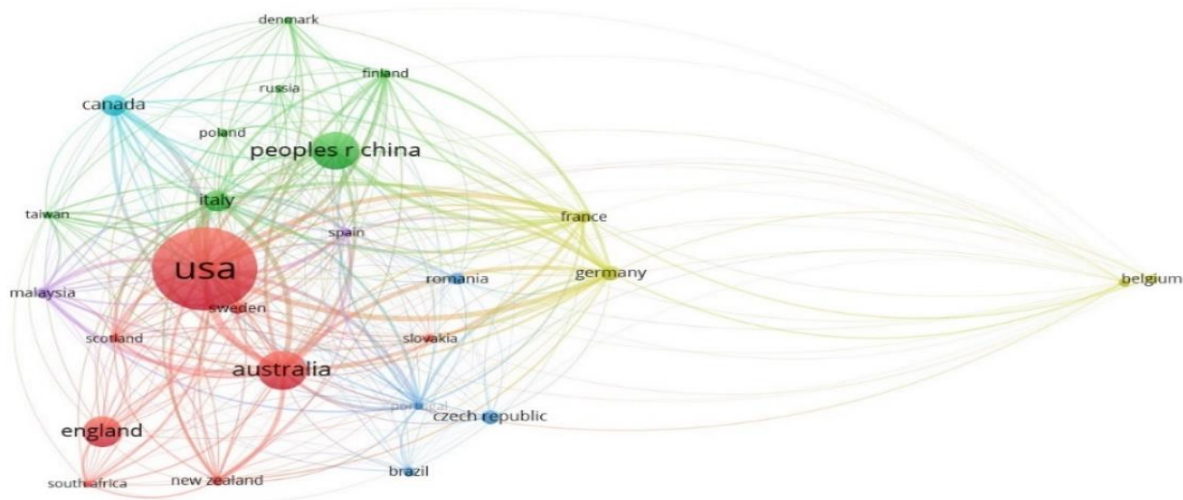 denmark
finland
russia
canada
poland
peoples r china
italy
taiwan
france
spain
usa
germany
romania
belgium
malaysia
sweden
scotland
slovakia
australia
portugal
czech republic
england
brazil
new zealand
south africa